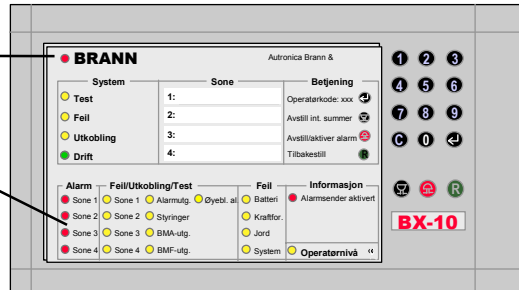 BRANN
Autronica Brann &
System
Sone
Betjening
Test
1:
Operatørkode: xxx
Feil
2:
Avstill int. summer
Utkobling
3:
Avstill/aktiver alarm
Drift
4:
Tilbakestill
R
Alarm
Feil/Utkobling/Test
Feil
Informasjon
Sone 1
Sone 1
Alarmutg.
Øyebl. al
Batteri
Alarmsender aktivert
Sone 2
Sone 2
Styringer
Kraftfor.
Sone 3
Sone 3
BMA-utg.
Jord
Sone 4
Sone 4
BMF-utg.
System
Operatørnivå
1 2 3
4 5 6
7 8 9
C 0
R
BX-10